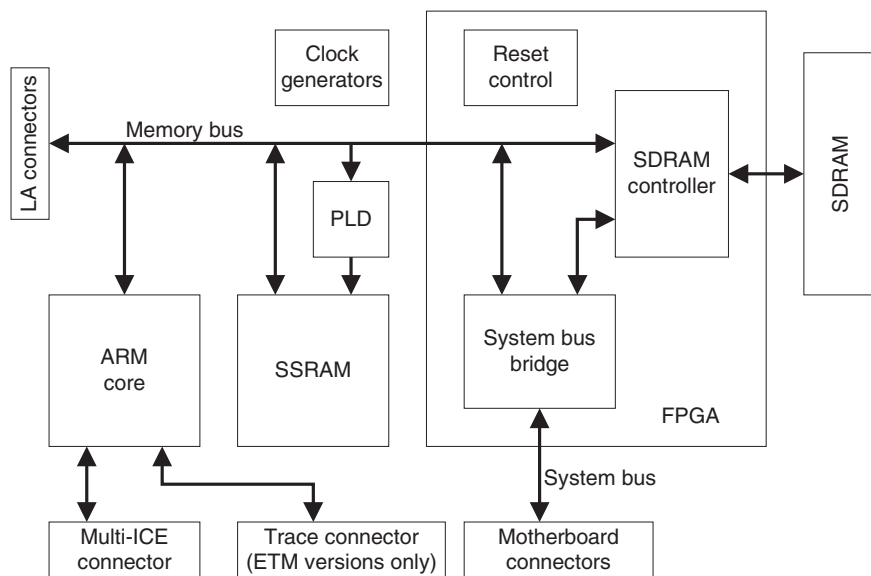 Clock
generators
Reset
control
LA connectors
Memory bus
SDRAM
controller
SDRAM
PLD
ARM
core
SSRAM
System bus
bridge
FPGA
System bus
Multi-ICE
connector
Trace connector
(ETM versions only)
Motherboard
connectors